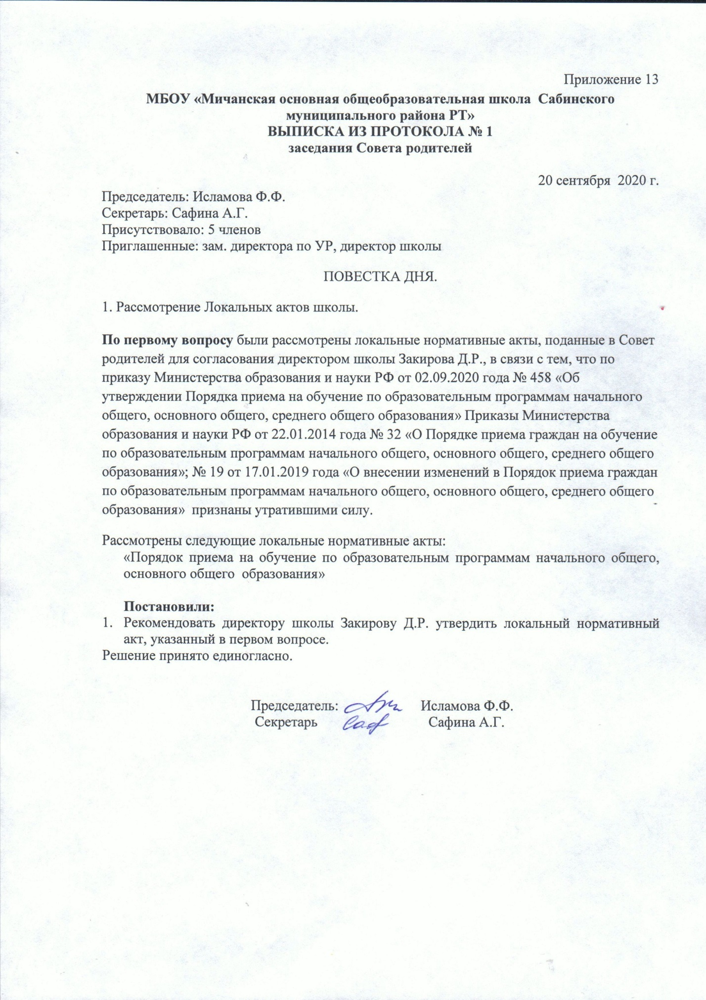 Приложение 13
МБОУ «Мичанская основная общеобразовательная школа Сабинского
муниципального района РТ»
ВЫПИСКА ИЗ ПРОТОКОЛА № 1
заседания Совета родителей
20 сентября 2020 г.
Председатель: Исламова Ф.Ф.
Секретарь: Сафина А.Г.
Присутствовало: 5 членов
Приглашенные: зам. директора по УР, директор школы
ПОВЕСТКА ДНЯ.
1. Рассмотрение Локальных актов школы.
По первому вопросу были рассмотрены локальные нормативные акты, поданные в Совет
родителей для согласования директором школы Закирова Д.Р., в связи с тем, что по
приказу Министерства образования и науки РФ от 02.09.2020 года № 458 «Об
утверждении Порядка приема на обучение по образовательным программам начального
общего, основного общего, среднего общего образования» Приказы Министерства
образования и науки РФ от 22.01.2014 года № 32 «О Порядке приема граждан на обучение
по образовательным программам начального общего, основного общего, среднего общего
образования»; № 19 от 17.01.2019 года «О внесении изменений в Порядок приема граждан
по образовательным программам начального общего, основного общего, среднего общего
образования» признаны утратившими силу.
Рассмотрены следующие локальные нормативные акты:
«Порядок приема на обучение по образовательным программам начального общего,
основного общего образования»
Постановили:
1. Рекомендовать директору школы Закирову Д.Р. утвердить локальный нормативный
акт, указанный в первом вопросе.
Решение принято единогласно.
Председатель: Исламова Ф.Ф.
Секретарь Сафина А.Г.